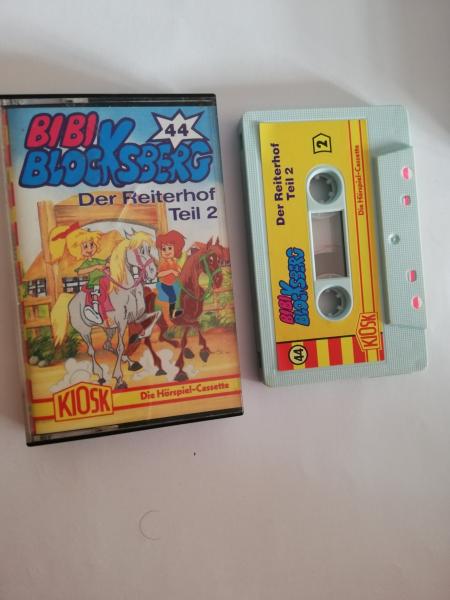 BIBI
BLOCKSBERG
44
Der Reiterhof
Teil 2
KIOSK
Die Hörspiel-Cassette
2
Der Reiterhof
Teil 2
Die Hörspiel-Cassette
BIBI
BLOCKSBERG
44
KIOSK